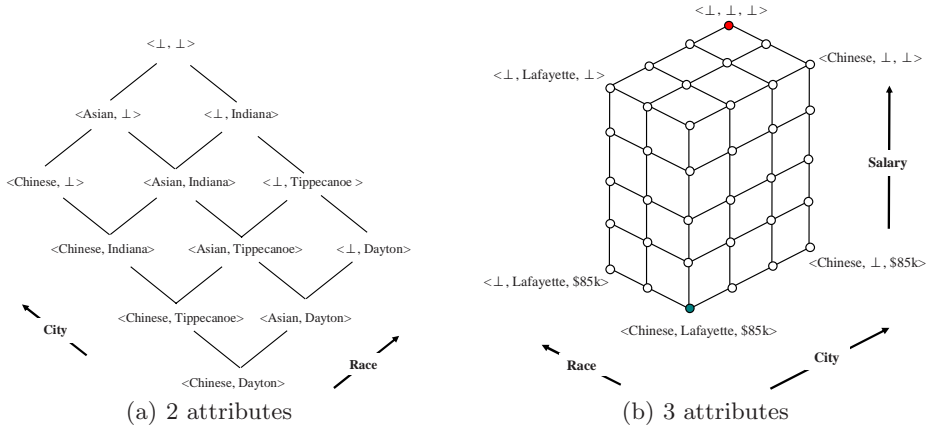 <⊥, ⊥>
<Asian, ⊥>
<⊥, Indiana>
<Chinese, ⊥>
<Asian, Indiana>
<⊥, Tippecanoe >
<Chinese, Indiana>
<Asian, Tippecanoe>
<⊥, Dayton>
<Chinese, Tippecanoe>
<Asian, Dayton>
City
Race
<Chinese, Dayton>
(a) 2 attributes
<⊥, ⊥, ⊥>
<Chinese, ⊥, ⊥>
<⊥, Lafayette, ⊥>
Salary
<Chinese, ⊥, $85k>
<⊥, Lafayette, $85k>
<Chinese, Lafayette, $85k>
Race
City
(b) 3 attributes